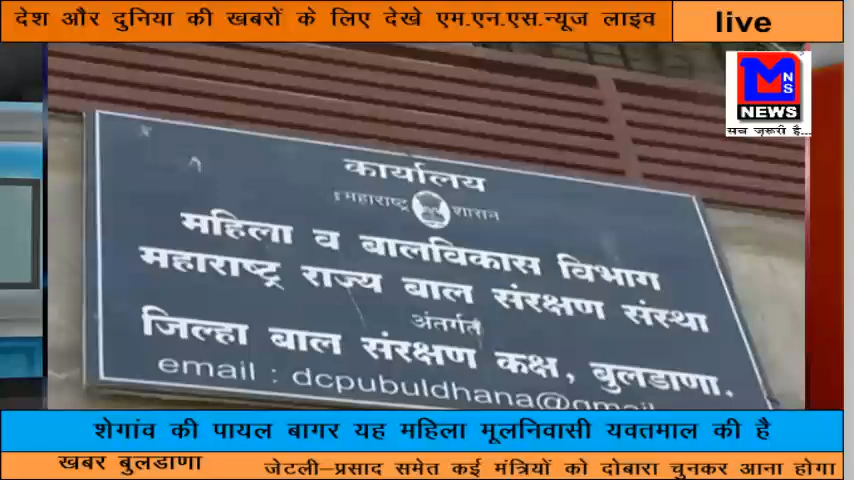 देश और दुनिया की खबरों के लिए देखे एम.एन.एस.न्यूज लाइव
live
MNS
NEWS
सच जरूरी है...
कार्यालय
महाराष्ट्र शासन
महिला व बालविकास विभाग
महाराष्ट्र राज्य बाल संरक्षण संस्था
अंतर्गत
जिल्हा बाल संरक्षण कक्ष, बुलडाणा.
email : dcpubuldhana@gmail
शेगांव की पायल बागर यह महिला मूलनिवासी यवतमाल की है
खबर बुलडाणा
जेटली–प्रसाद समेत कई मंत्रियों को दोबारा चुनकर आना होगा